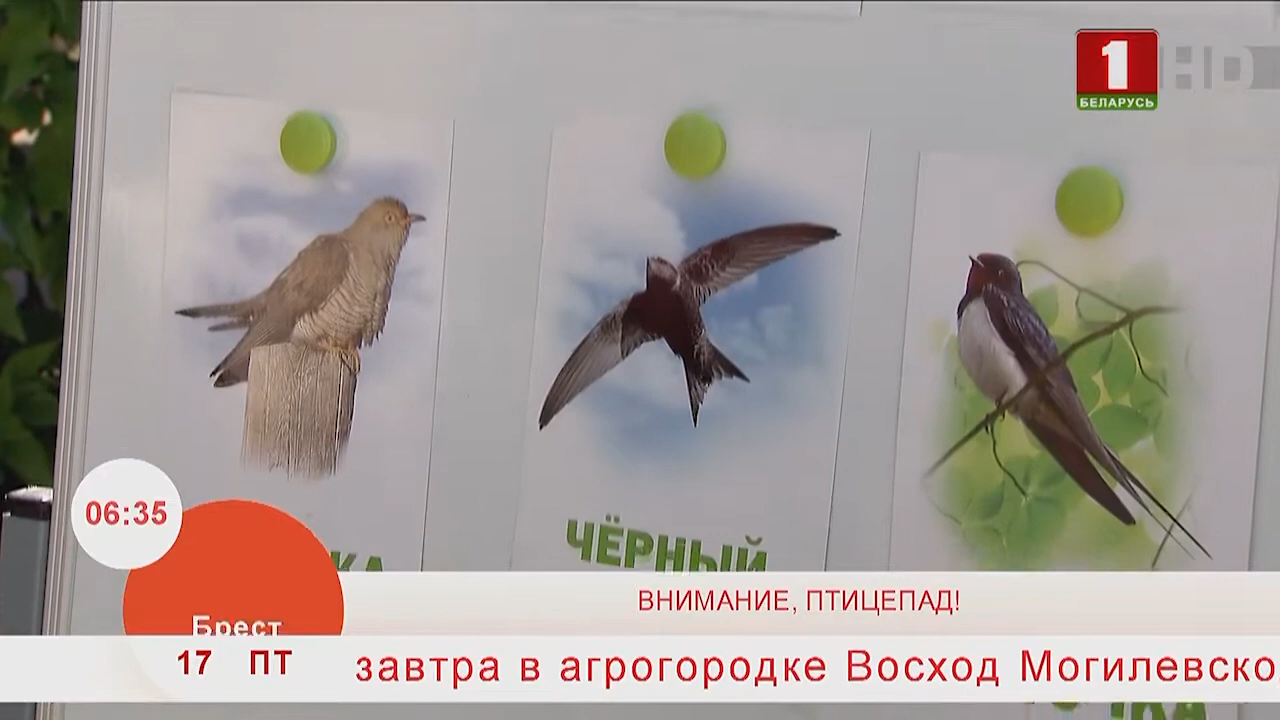 1 HD
БЕЛАРУСЬ
ЧЁРНЫЙ
06:35
ВНИМАНИЕ, ПТИЦЕПАД!
Брест
17 ПТ
завтра в агрогородке Восход Могилевско